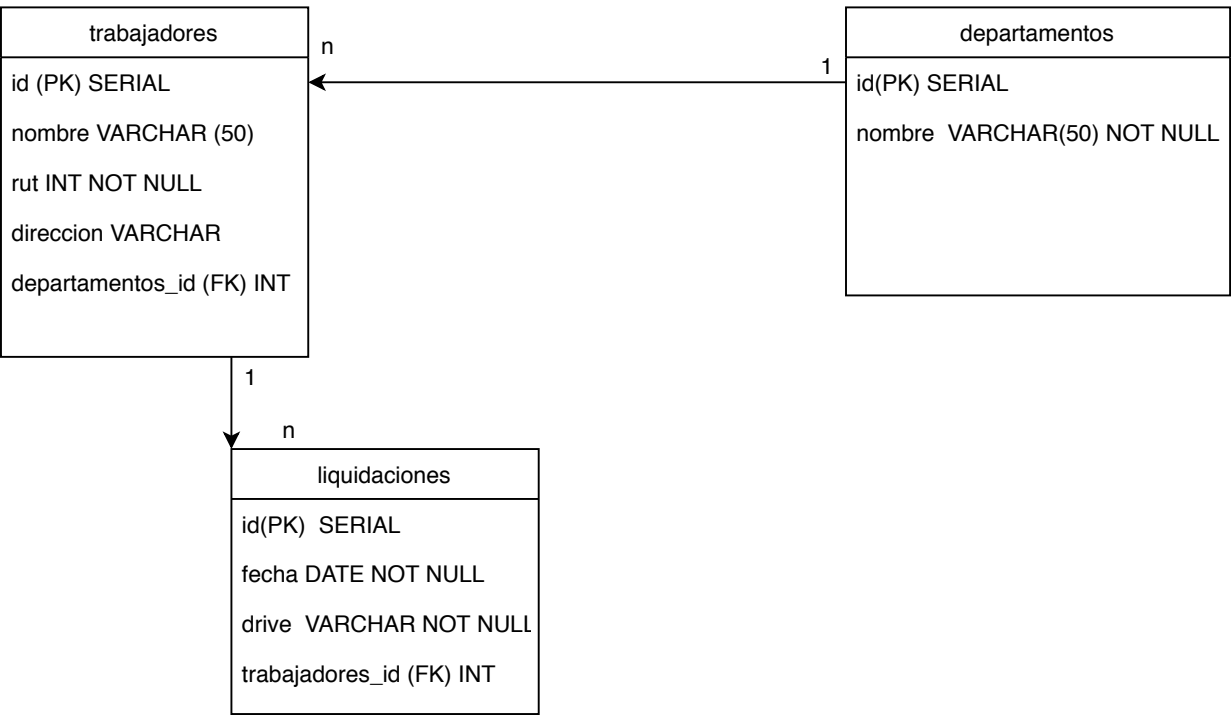 trabajadores
id (PK) SERIAL
nombre VARCHAR (50)
rut INT NOT NULL
direccion VARCHAR
departamentos_id (FK) INT
n
1
departamentos
id(PK) SERIAL
nombre VARCHAR(50) NOT NULL
1
n
liquidaciones
id(PK) SERIAL
fecha DATE NOT NULL
drive VARCHAR NOT NULL
trabajadores_id (FK) INT